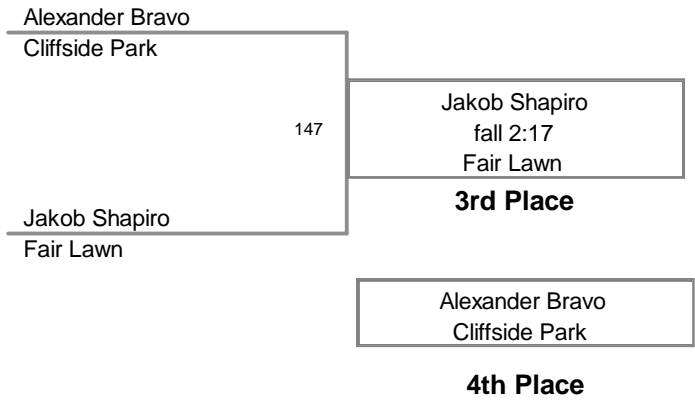 Alexander Bravo
Cliffside Park
147
Jakob Shapiro
fall 2:17
Fair Lawn
3rd Place
Jakob Shapiro
Fair Lawn
Alexander Bravo
Cliffside Park
4th Place